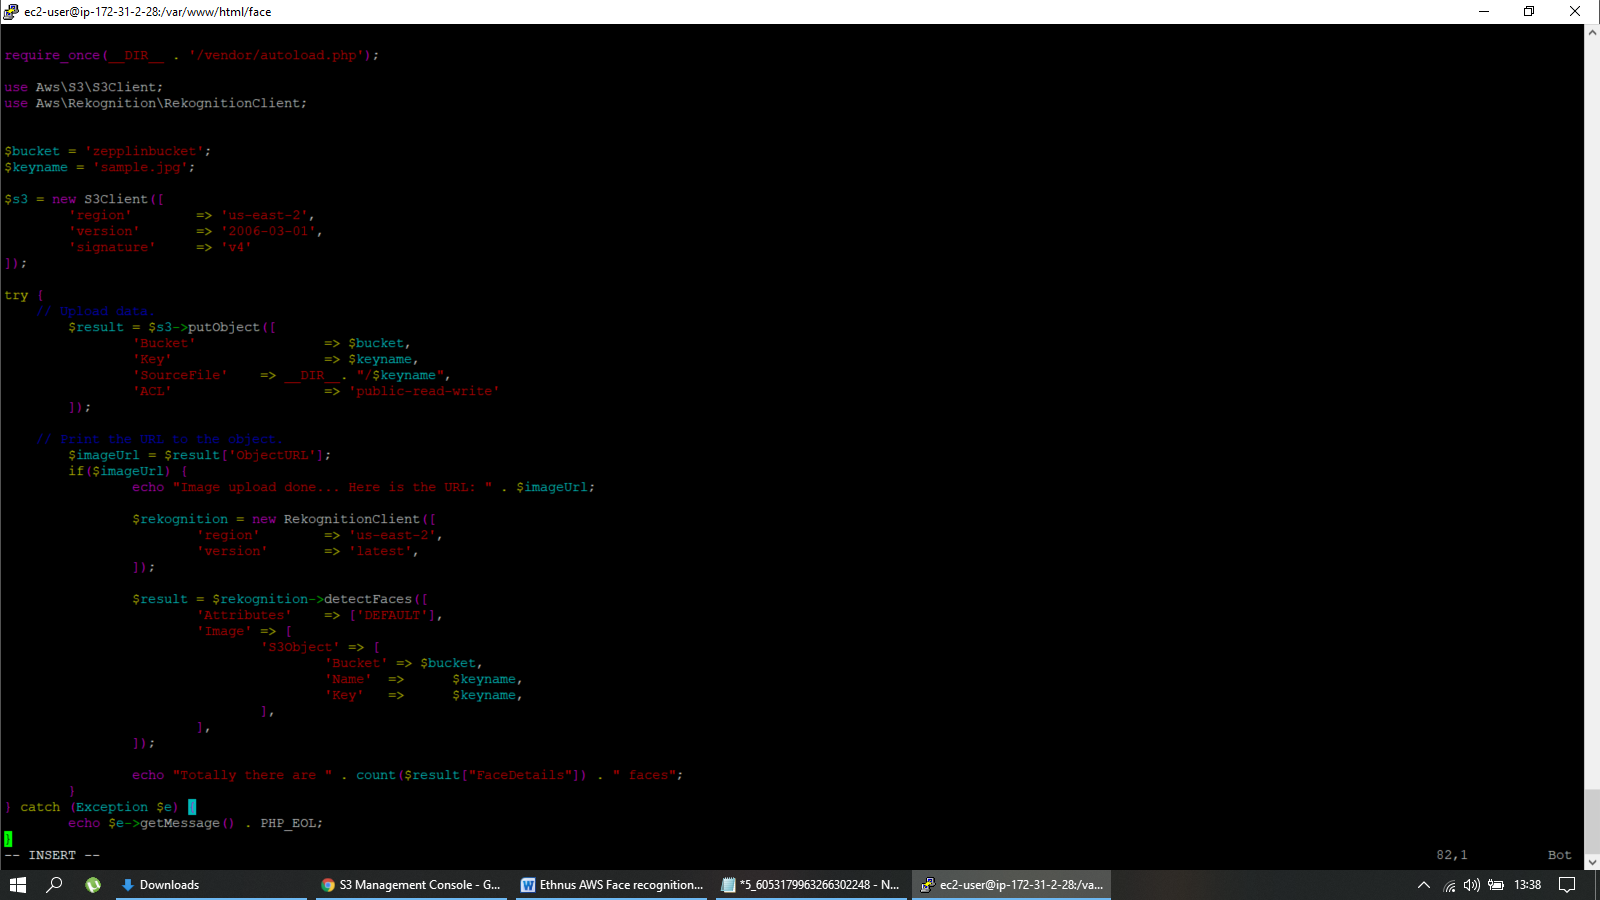 ec2-user@ip-172-31-2-28:/var/www/html/face
require_once(__DIR__ . '/vendor/autoload.php');
use Aws\S3\S3Client;
use Aws\Rekognition\RekognitionClient;
$bucket = 'zepplinbucket';
$keyname = 'sample.jpg';
$s3 = new S3Client([
'region' => 'us-east-2',
'version' => '2006-03-01',
'signature' => 'v4'
]);
try {
// Upload data.
$result = $s3->putObject([
'Bucket' => $bucket,
'Key' => $keyname,
'SourceFile' => __DIR__. "/$keyname",
'ACL' => 'public-read-write'
]);
// Print the URL to the object.
$imageUrl = $result['ObjectURL'];
if($imageUrl) {
echo "Image upload done... Here is the URL: " . $imageUrl;
$rekognition = new RekognitionClient([
'region' => 'us-east-2',
'version' => 'latest',
]);
$result = $rekognition->detectFaces([
'Attributes' => ['DEFAULT'],
'Image' => [
'S3Object' => [
'Bucket' => $bucket,
'Name' => $keyname,
'Key' => $keyname,
],
],
]);
echo "Totally there are " . count($result["FaceDetails"]) . " faces";
}
} catch (Exception $e) {
echo $e->getMessage() . PHP_EOL;
}
-- INSERT -- 82,1 Bot
Downloads S3 Management Console - G... Ethnus AWS Face recognition... *5_6053179963266302248 - N... ec2-user@ip-172-31-2-28:/va... 13:38